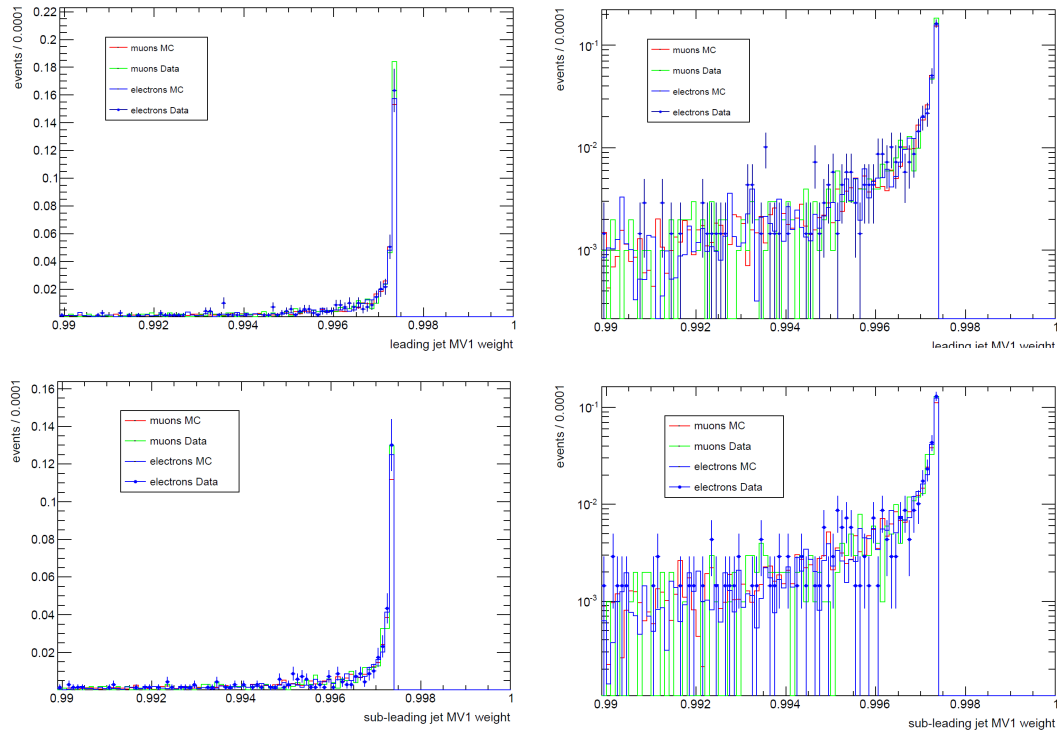 events / 0.0001
0.22
0.2
0.18
0.16
0.14
0.12
0.1
0.08
0.06
0.04
0.02
muons MC
muons Data
electrons MC
electrons Data
0.99
0.992
0.994
0.996
0.998
1
leading jet MV1 weight
events / 0.0001
10-1
10-2
10-3
muons MC
muons Data
electrons MC
electrons Data
0.99
0.992
0.994
0.996
0.998
1
leading jet MV1 weight
events / 0.0001
0.16
0.14
0.12
0.1
0.08
0.06
0.04
0.02
muons MC
muons Data
electrons MC
electrons Data
0.99
0.992
0.994
0.996
0.998
1
sub-leading jet MV1 weight
events / 0.0001
10-1
10-2
10-3
muons MC
muons Data
electrons MC
electrons Data
0.99
0.992
0.994
0.996
0.998
1
sub-leading jet MV1 weight